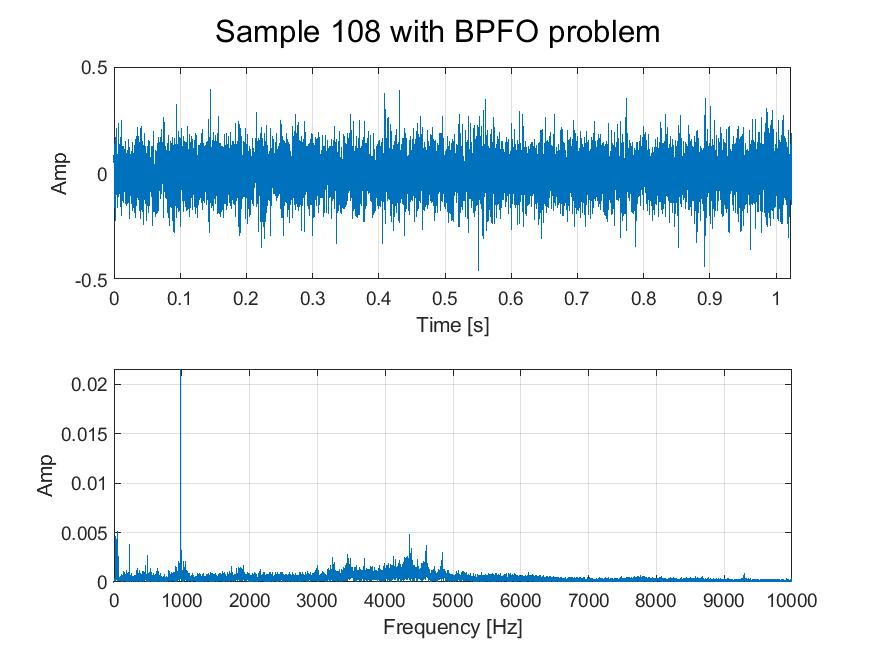 Sample 108 with BPFO problem
0.5
0
-0.5
Amp
0 0.1 0.2 0.3 0.4 0.5 0.6 0.7 0.8 0.9 1
Time [s]
0.02
0.015
0.01
0.005
0
Amp
0 1000 2000 3000 4000 5000 6000 7000 8000 9000 10000
Frequency [Hz]